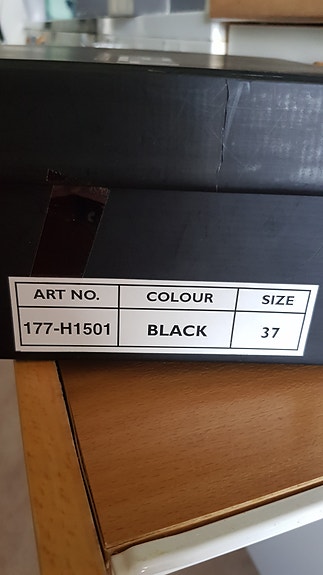 ART NO. COLOUR SIZE
177-H1501 BLACK 37